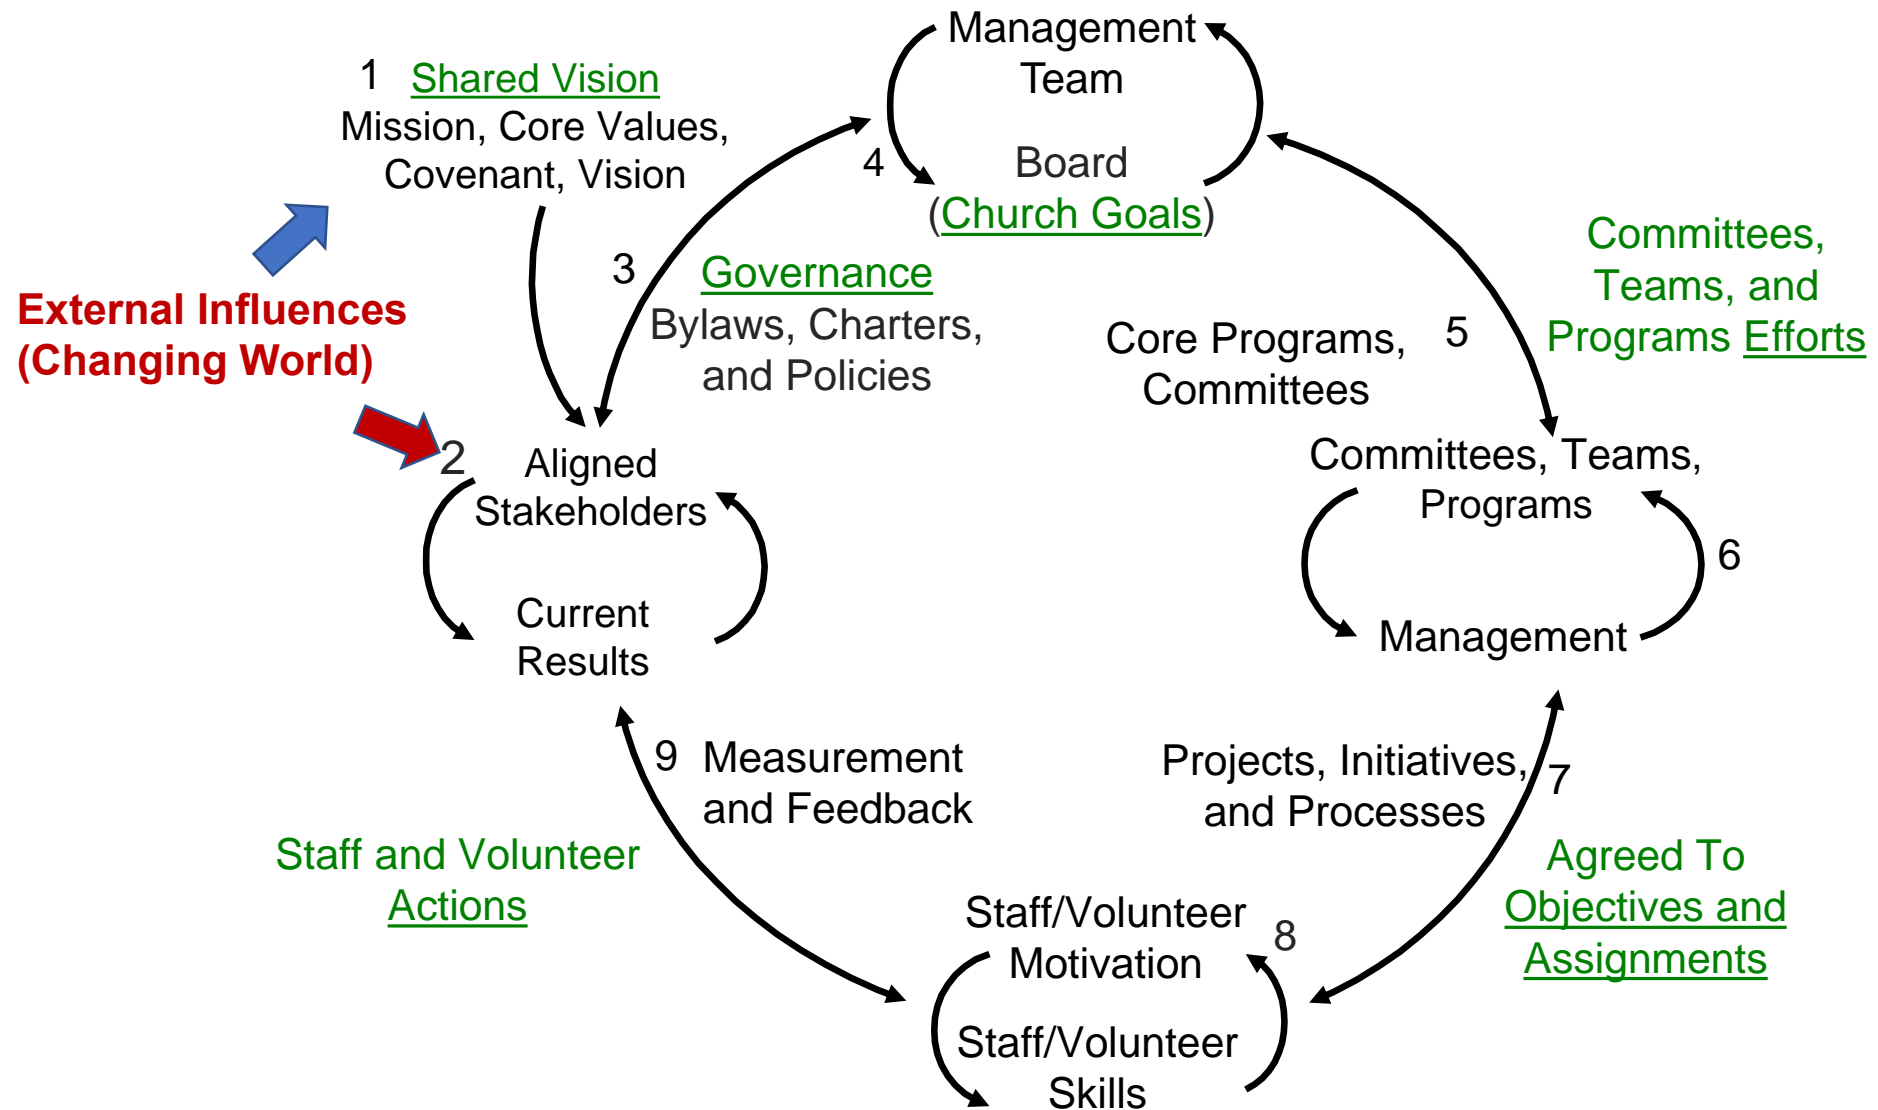 Management
Team
Board
(Church Goals)
4
1 Shared Vision
Mission, Core Values,
Covenant, Vision
External Influences
(Changing World)
3
Governance
Bylaws, Charters,
and Policies
Core Programs,
Committees
5
Committees,
Teams, and
Programs Efforts
2
Aligned
Stakeholders
Current
Results
Committees, Teams,
Programs
6
Management
9 Measurement
and Feedback
Projects, Initiatives,
and Processes
7
Staff and Volunteer
Actions
Agreed To
Objectives and
Assignments
Staff/Volunteer
Motivation
8
Staff/Volunteer
Skills